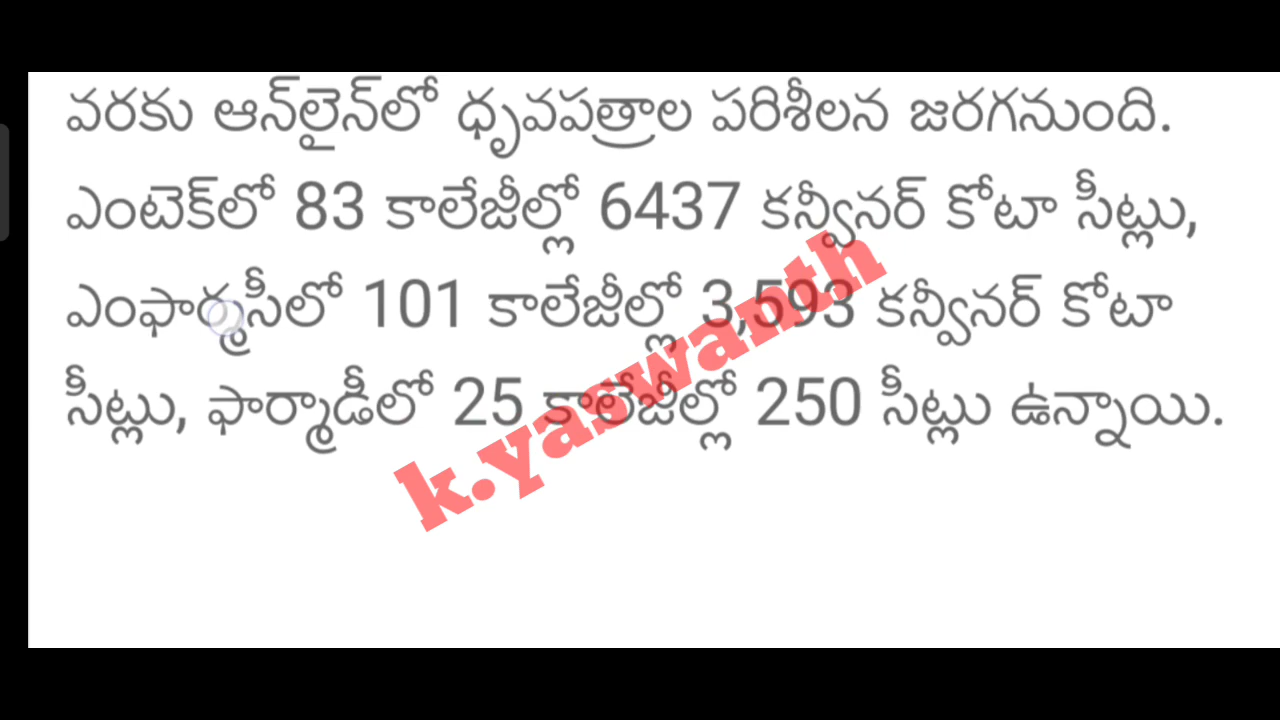 వరకు ఆన్‌లైన్‌లో ధృవపత్రాల పరిశీలన జరగనుంది.
ఎంటెక్‌లో 83 కాలేజీల్లో 6437 కన్వీనర్ కోటా సీట్లు,
ఎంఫార్మసీలో 101 కాలేజీల్లో 3,593 కన్వీనర్ కోటా
సీట్లు, ఫార్మాడీలో 25 కాలేజీల్లో 250 సీట్లు ఉన్నాయి.
k.yaswanth